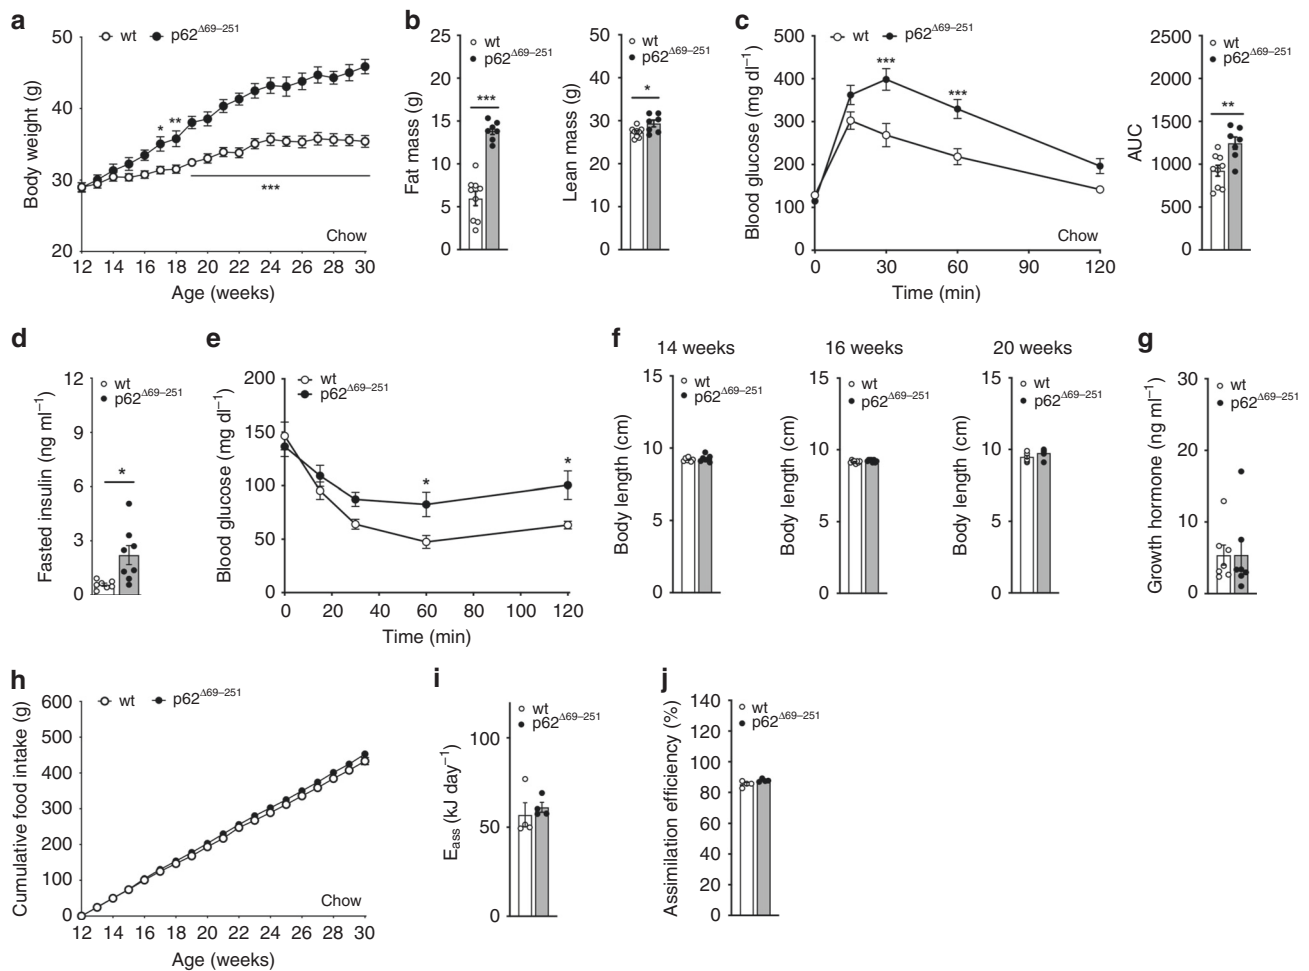 a
wt
p62Δ69–251
Body weight (g)
50
40
30
20
*
**
***
Chow
12 14 16 18 20 22 24 26 28 30
Age (weeks)
b
wt
p62Δ69–251
Fat mass (g)
25
20
15
10
5
0
***
wt
p62Δ69–251
Lean mass (g)
50
40
30
20
10
0
*
c
wt
p62Δ69–251
Blood glucose (mg dl−1)
500
400
300
200
100
0
***
***
Chow
0 30 60 90 120
Time (min)
wt
p62Δ69–251
AUC
2500
2000
1500
1000
500
0
**
d
wt
p62Δ69–251
Fasted insulin (ng ml−1)
12
9
6
3
0
*
e
wt
p62Δ69–251
Blood glucose (mg dl−1)
200
150
100
50
0
*
*
0 20 40 60 80 100 120
Time (min)
f
14 weeks
wt
p62Δ69–251
Body length (cm)
15
10
5
0
16 weeks
wt
p62Δ69–251
Body length (cm)
15
10
5
0
20 weeks
wt
p62Δ69–251
Body length (cm)
15
10
5
0
g
wt
p62Δ69–251
Growth hormone (ng ml−1)
30
20
10
0
h
wt
p62Δ69–251
Cumulative food intake (g)
600
500
400
300
200
100
0
Chow
12 14 16 18 20 22 24 26 28 30
Age (weeks)
i
wt
p62Δ69–251
Eass (kJ day−1)
100
50
0
j
wt
p62Δ69–251
Assimilation efficiency (%)
140
120
100
80
60
40
20
0